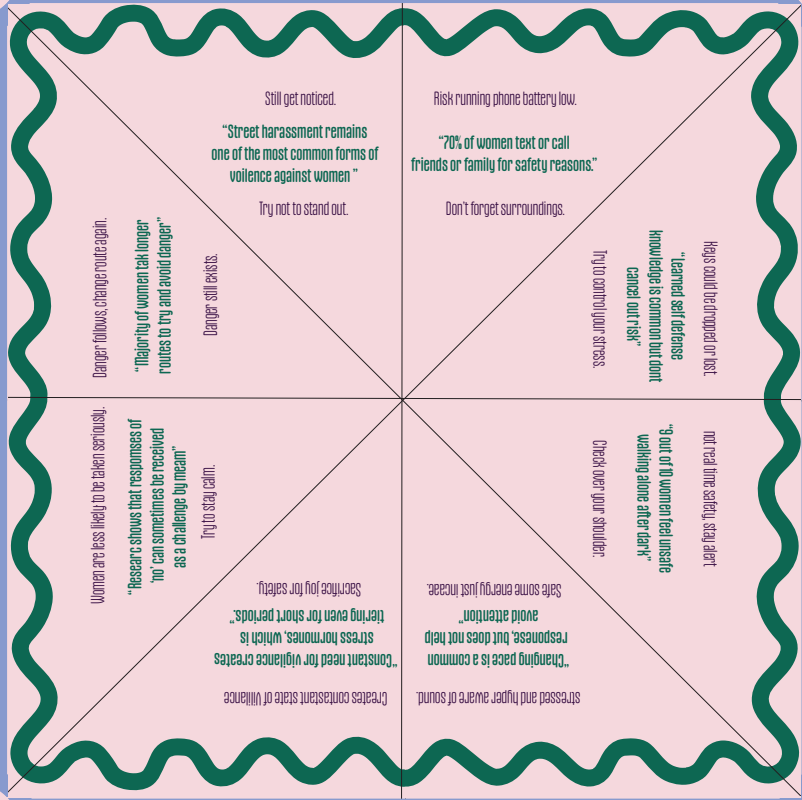 Still get noticed.
“Street harassment remains
one of the most common forms of
voilence against women ”
Try not to stand out.
Risk running phone battery low.
“70% of women text or call
friends or family for safety reasons.”
Don’t forget surroundings.
Keys could be dropped or lost.
“Learned self defense
knowledge is common but dont
cancel out risk”
Try to control your stress.
not real time safety, stay alert.
“9 out of 10 women feel unsafe
walking alone after dark”
Check over your shoulder.
stressed and hyper aware of sound.
“Changing pace is a common
response, but does not help
avoid attention”
Safe some energy just incase.
Creates contastant state of
“Constant need for vigilance creates
stress hormones, which is
tiering even for short periods.”
Sacrifice joy for safety.
Women are less likely to be taken seriously.
“Researc shows that respomses of
‘no’ can sometimes be received
as a challenge by meam”
Try to stay calm.
Danger follows, change route again.
“Majority of women tak longer
routes to try and avoid danger”
Danger still exists.